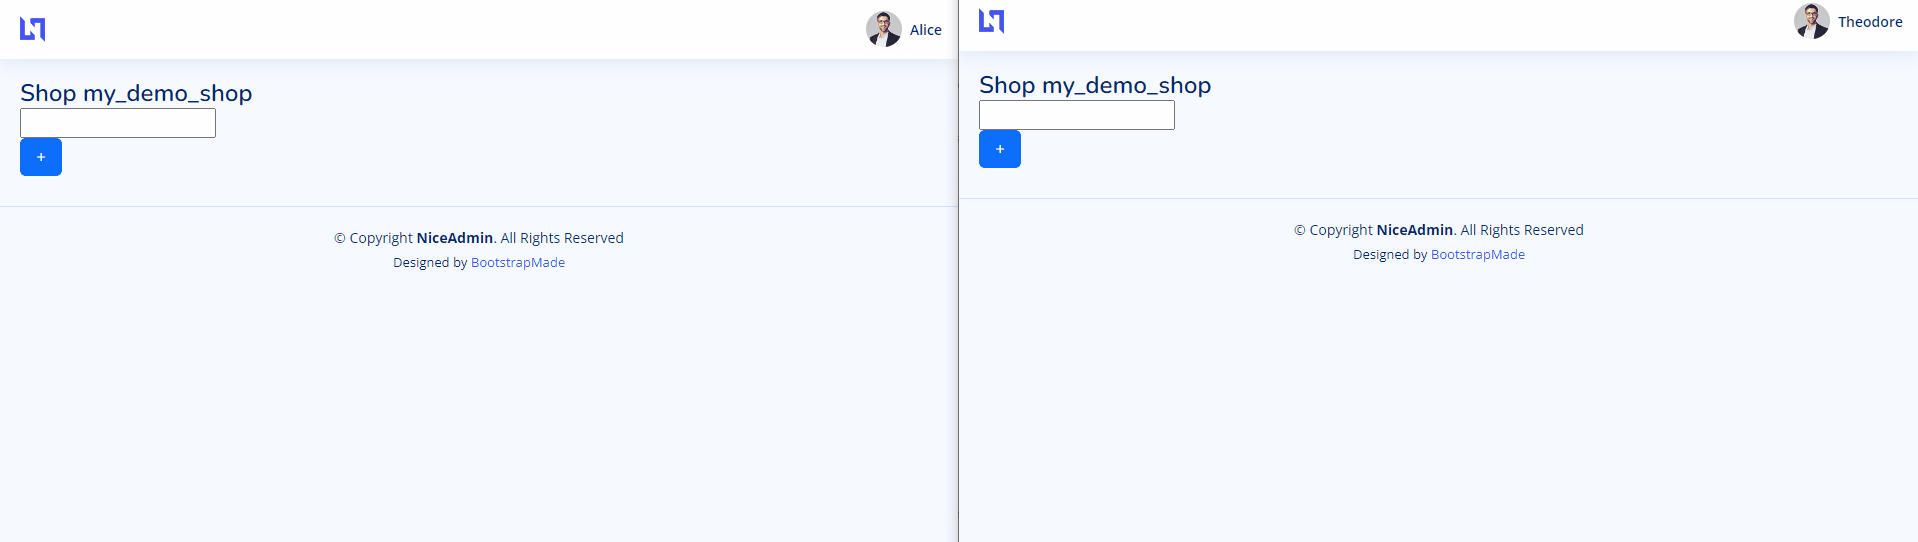 Alice
Shop my_demo_shop
+
© Copyright NiceAdmin. All Rights Reserved
Designed by BootstrapMade
Theodore
Shop my_demo_shop
+
© Copyright NiceAdmin. All Rights Reserved
Designed by BootstrapMade